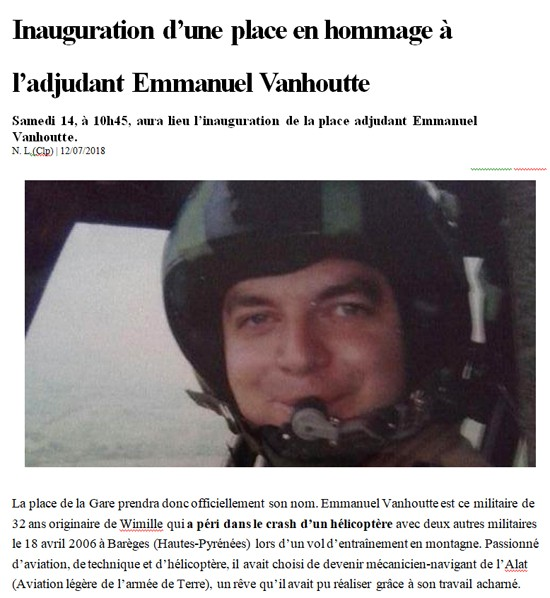 Inauguration d’une place en hommage à
l’adjudant Emmanuel Vanhoutte
Samedi 14, à 10h45, aura lieu l’inauguration de la place adjudant Emmanuel
Vanhoutte.
N. L.(Clp) | 12/07/2018
La place de la Gare prendra donc officiellement son nom. Emmanuel Vanhoutte est ce militaire de
32 ans originaire de Wimille qui a péri dans le crash d’un hélicoptère avec deux autres militaires
le 18 avril 2006 à Barèges (Hautes-Pyrénées) lors d’un vol d’entraînement en montagne. Passionné
d’aviation, de technique et d’hélicoptère, il avait choisi de devenir mécanicien-navigant de l’Alat
(Aviation légère de l’armée de Terre), un rêve qu’il avait pu réaliser grâce à son travail acharné.